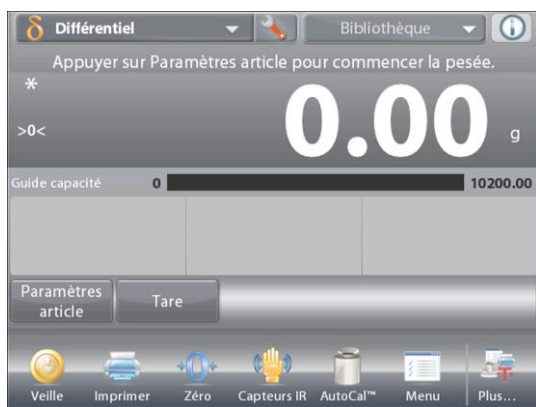 δ Différentiel Bibliothèque
Appuyer sur Paramètres article pour commencer la pesée.
*
>0< 0.00 g
Guide capacité 0 10200.00
Paramètres
article
Tare
Veille Imprimer Zéro Capteurs IR AutoCal™ Menu Plus...